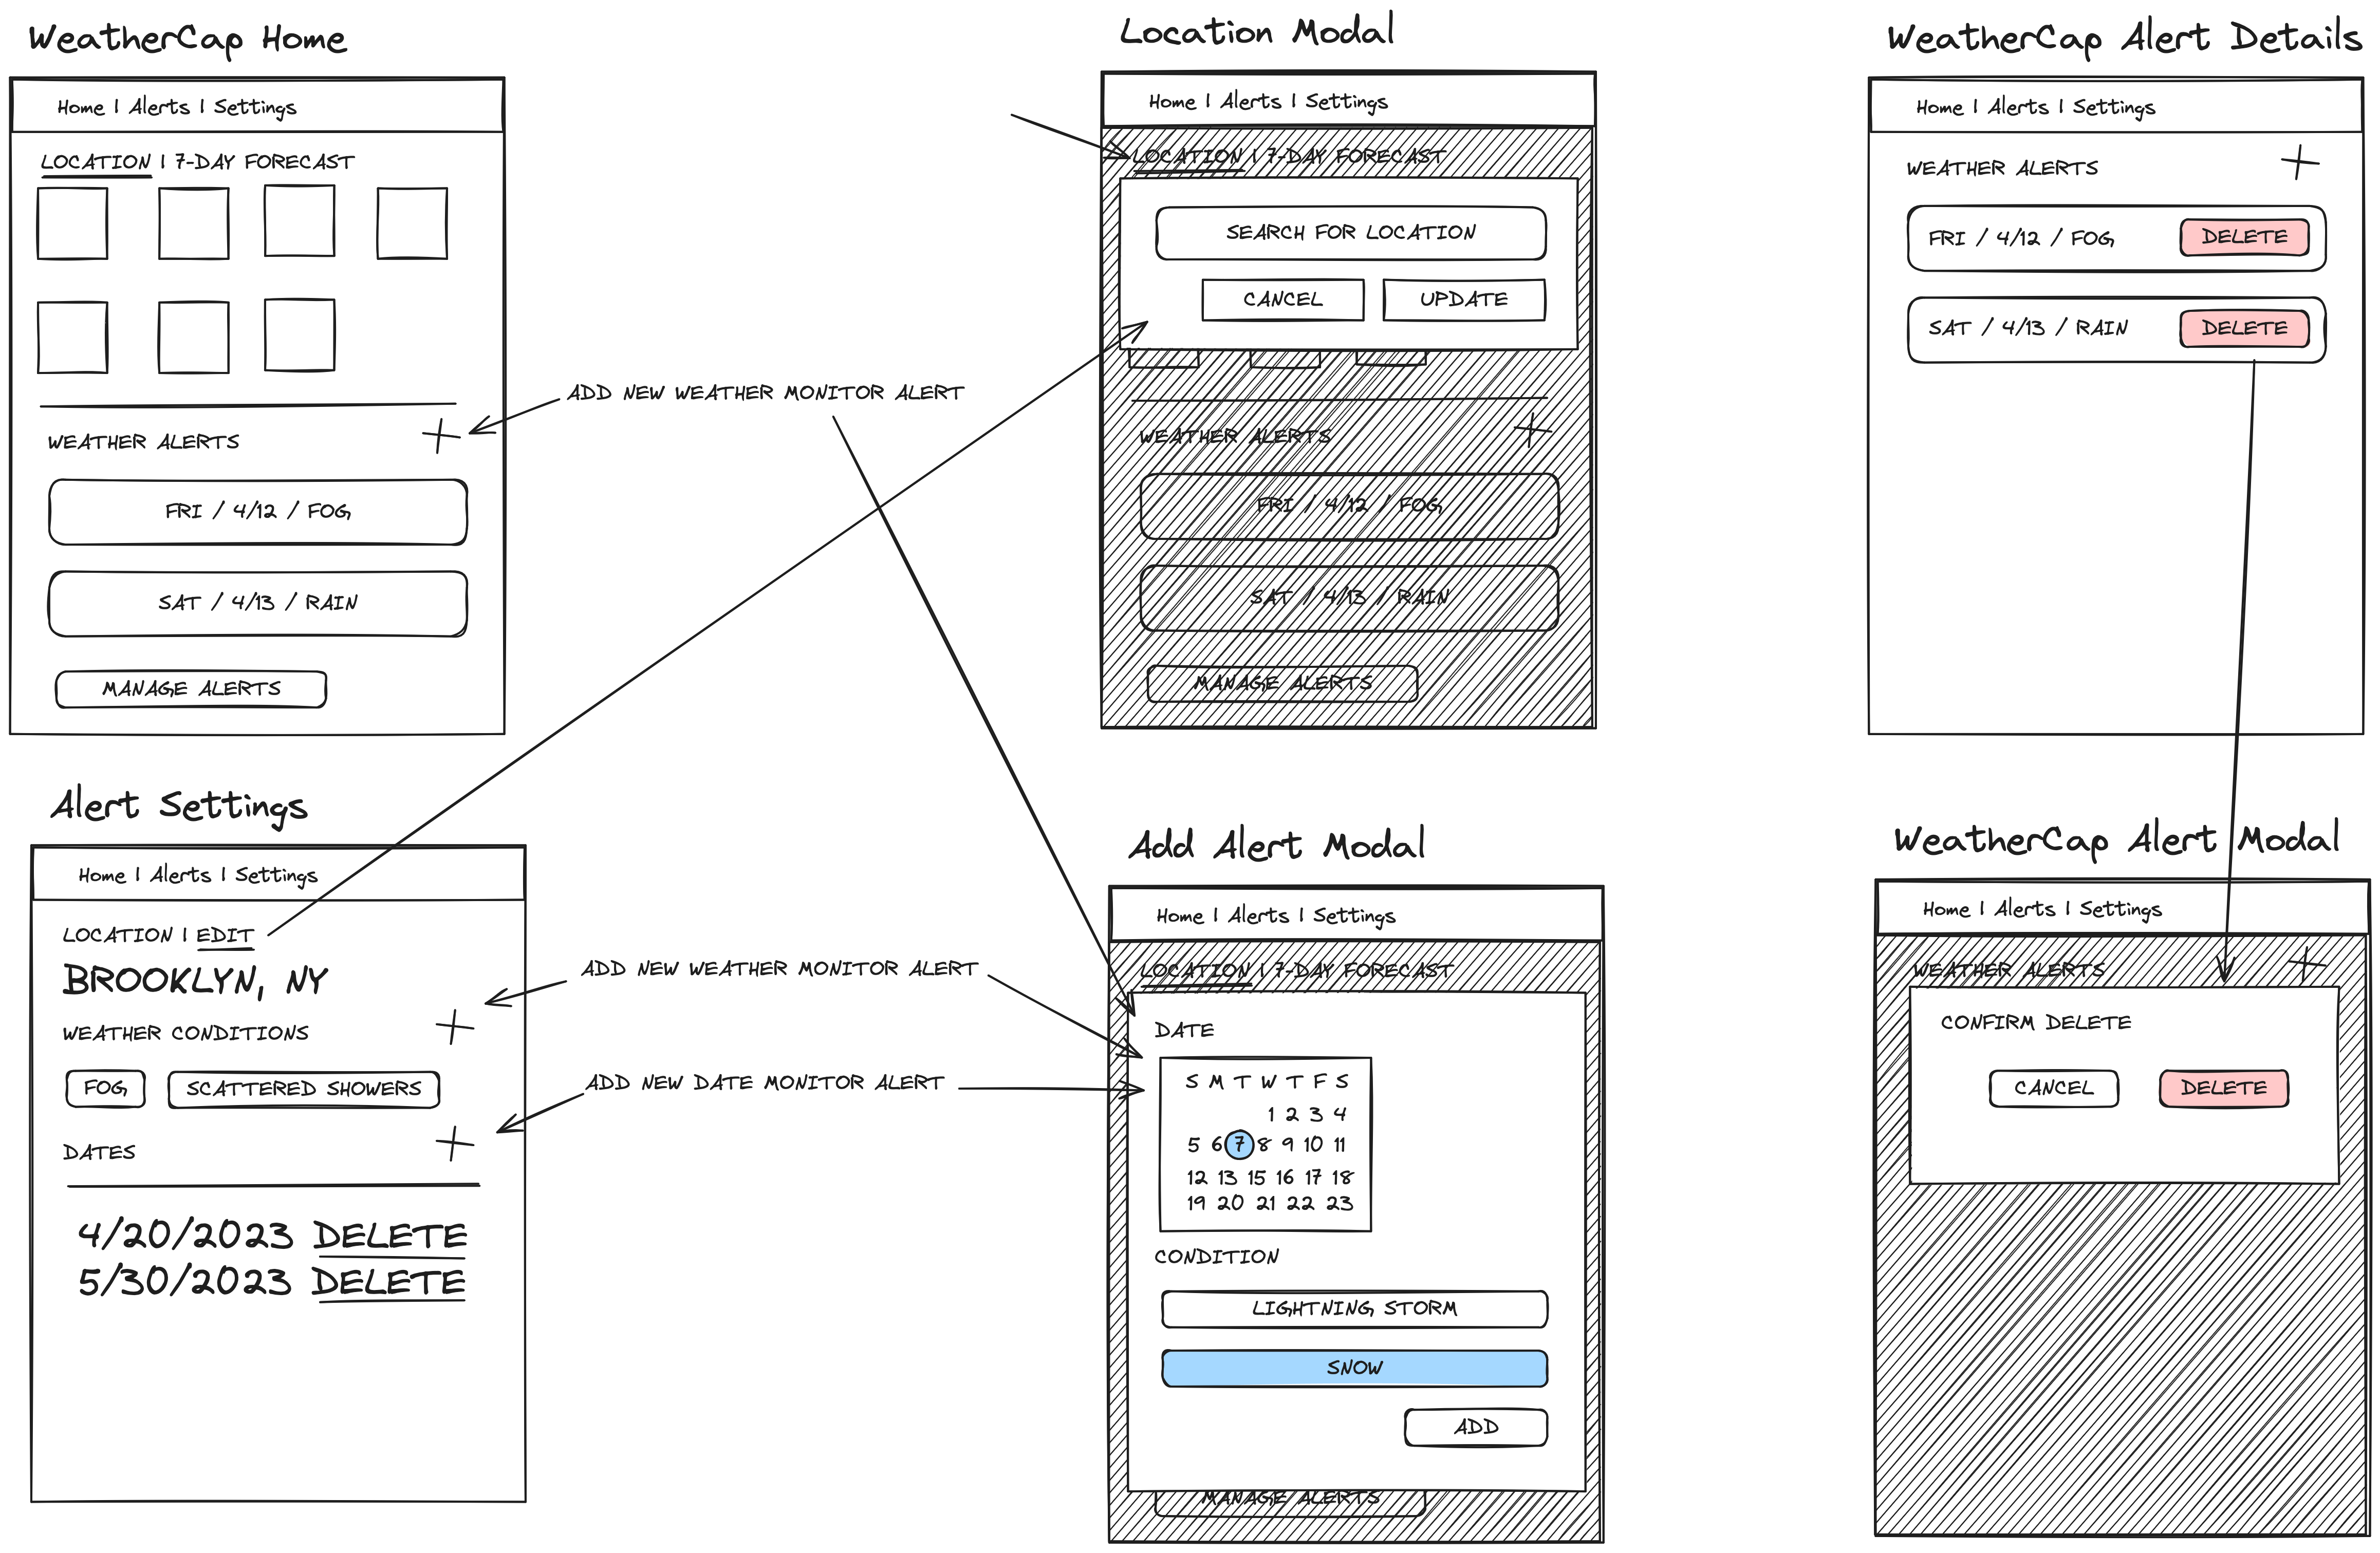 WeatherCap Home
Home | Alerts | Settings
LOCATION | 7-DAY FORECAST
WEATHER ALERTS
FRI / 4/12 / FOG
SAT / 4/13 / RAIN
MANAGE ALERTS
ADD NEW WEATHER MONITOR ALERT
Location Modal
Home | Alerts | Settings
LOCATION | 7-DAY FORECAST
SEARCH FOR LOCATION
CANCEL
UPDATE
WEATHER ALERTS
FRI / 4/12 / FOG
SAT / 4/13 / RAIN
MANAGE ALERTS
WeatherCap Alert Details
Home | Alerts | Settings
WEATHER ALERTS
FRI / 4/12 / FOG
DELETE
SAT / 4/13 / RAIN
DELETE
Alert Settings
Home | Alerts | Settings
LOCATION | EDIT
BROOKLYN, NY
WEATHER CONDITIONS
FOG
SCATTERED SHOWERS
DATES
4/20/2023 DELETE
5/30/2023 DELETE
ADD NEW WEATHER MONITOR ALERT
ADD NEW DATE MONITOR ALERT
Add Alert Modal
Home | Alerts | Settings
LOCATION | 7-DAY FORECAST
DATE
S M T W T F S
1 2 3 4
5 6 7 8 9 10 11
12 13 15 16 17 18
19 20 21 22 23
CONDITION
LIGHTNING STORM
SNOW
ADD
MANAGE ALERTS
WeatherCap Alert Modal
Home | Alerts | Settings
WEATHER ALERTS
CONFIRM DELETE
CANCEL
DELETE